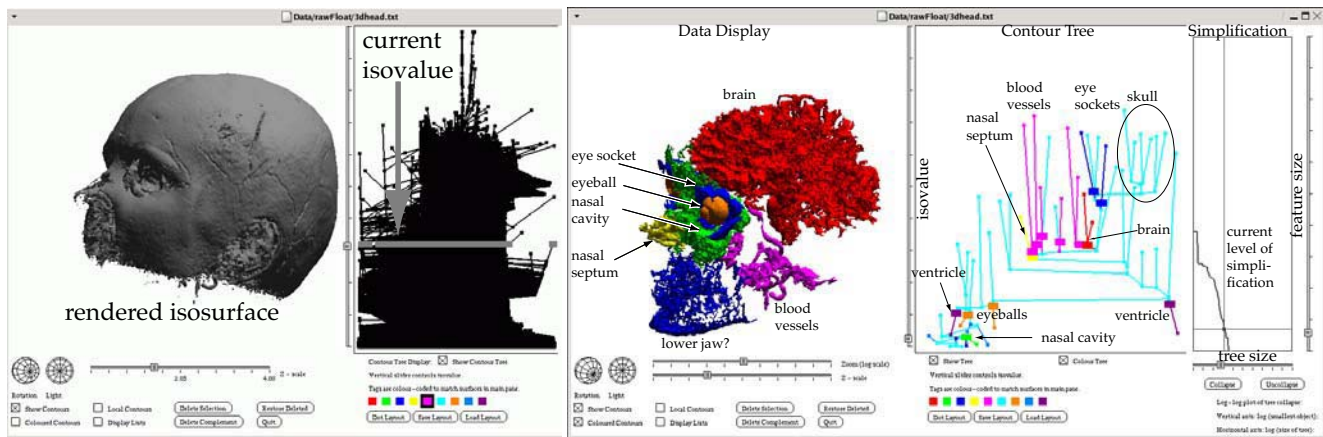 Data/rawFloat/3dhead.txt
current
isovalue
rendered isosurface
2.05
4.00
Z - scale
Rotation
Light
Show Contours
Local Contours
Delete Selection
Restore Deleted
Coloured Contours
Display Lists
Delete Complement
Quit
Contour Tree Display:
Show Contour Tree
Vertical slider controls isovalue
Tags are colour-coded to match surfaces in main pane.
Dot Layout
Save Layout
Load Layout
Data/rawFloat/3dhead.txt
Data Display
Contour Tree
Simplification
brain
eye socket
eyeball
nasal
cavity
nasal
septum
blood
vessels
lower jaw?
isovalue
blood
vessels
eye
sockets
skull
nasal
septum
brain
ventricle
eyeballs
ventricle
nasal cavity
feature size
current
level of
simpli-
fication
tree size
Zoom (log scale)
Z - scale
Rotation
Light
Show Contours
Local Contours
Delete Selection
Restore Deleted
Coloured Contours
Display Lists
Delete Complement
Quit
Show Tree
Colour Tree
Vertical slider controls isovalue
Tags are colour-coded to match surfaces in main pane.
Dot Layout
Save Layout
Load Layout
Collapse
Uncollapse
Log - log plot of tree collapse:
Vertical axis: log (smallest object):
Horizontal axis: log (size of tree):